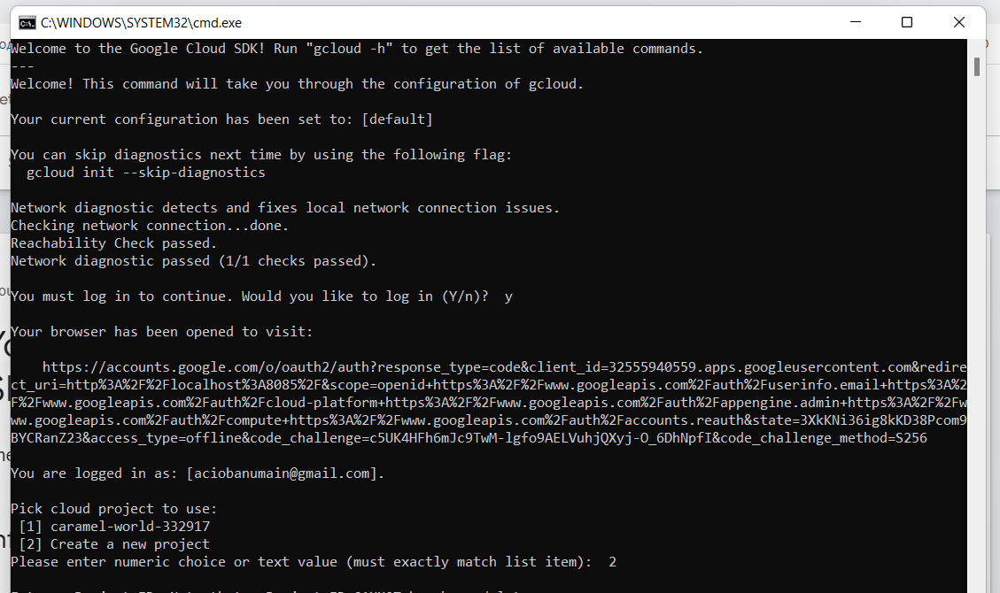 C:\WINDOWS\SYSTEM32\cmd.exe
Welcome to the Google Cloud SDK! Run "gcloud -h" to get the list of available commands.
---
Welcome! This command will take you through the configuration of gcloud.
Your current configuration has been set to: [default]
You can skip diagnostics next time by using the following flag:
gcloud init --skip-diagnostics
Network diagnostic detects and fixes local network connection issues.
Checking network connection...done.
Reachability Check passed.
Network diagnostic passed (1/1 checks passed).
You must log in to continue. Would you like to log in (Y/n)?  y
Your browser has been opened to visit:
https://accounts.google.com/o/oauth2/auth?response_type=code&client_id=32555940559.apps.googleusercontent.com&redire
ct_uri=http%3A%2F%2Flocalhost%3A8085%2F&scope=openid+https%3A%2F%2Fwww.googleapis.com%2Fauth%2Fuserinfo.email+https%3A%2
F%2Fwww.googleapis.com%2Fauth%2Fcloud-platform+https%3A%2F%2Fwww.googleapis.com%2Fauth%2Fappengine.admin+https%3A%2F%2Fw
ww.googleapis.com%2Fauth%2Fcompute+https%3A%2F%2Fwww.googleapis.com%2Fauth%2Faccounts.reauth&state=3XkKNi36ig8kKD38Pcom9
BYCRanZ23&access_type=offline&code_challenge=c5UK4HFh6mJc9TwM-lgfo9AELVuhjQXyj-O_6DhNpfI&code_challenge_method=S256
You are logged in as: [aciobanumain@gmail.com].
Pick cloud project to use:
[1] caramel-world-332917
[2] Create a new project
Please enter numeric choice or text value (must exactly match list item):  2